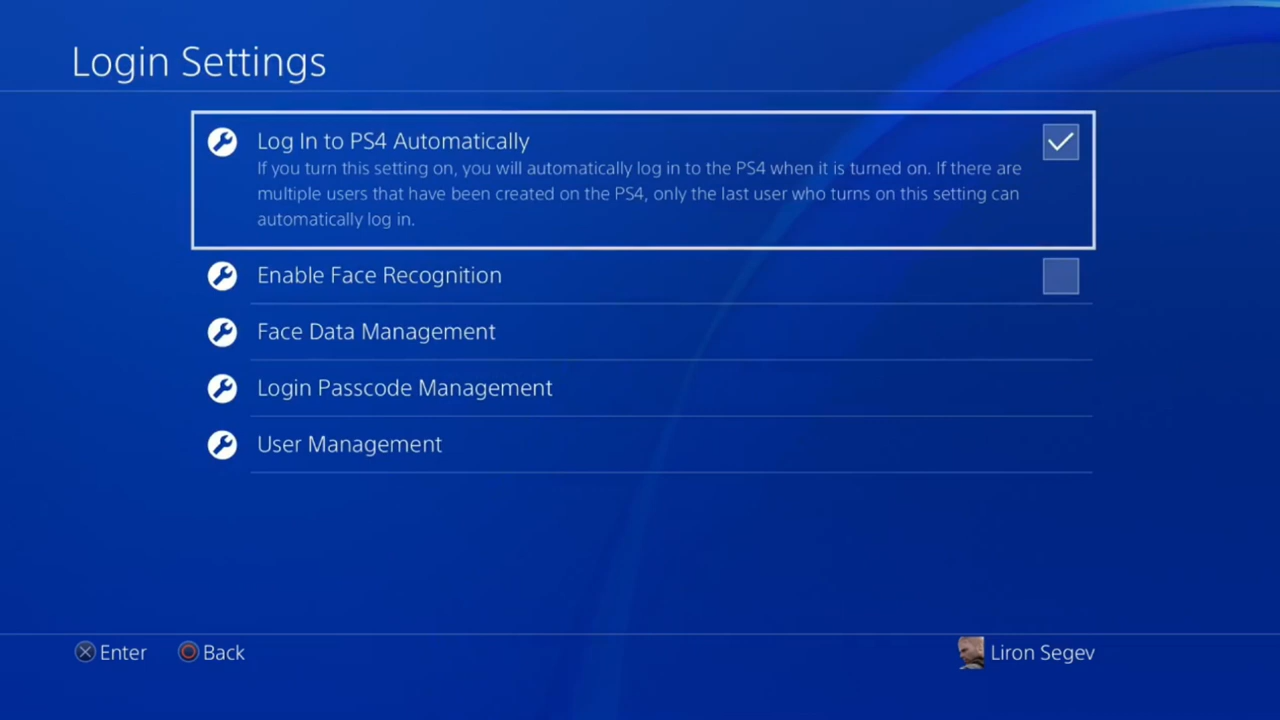 Login Settings
Log In to PS4 Automatically
If you turn this setting on, you will automatically log in to the PS4 when it is turned on. If there are
multiple users that have been created on the PS4, only the last user who turns on this setting can
automatically log in.
Enable Face Recognition
Face Data Management
Login Passcode Management
User Management
Enter Back Liron Segev